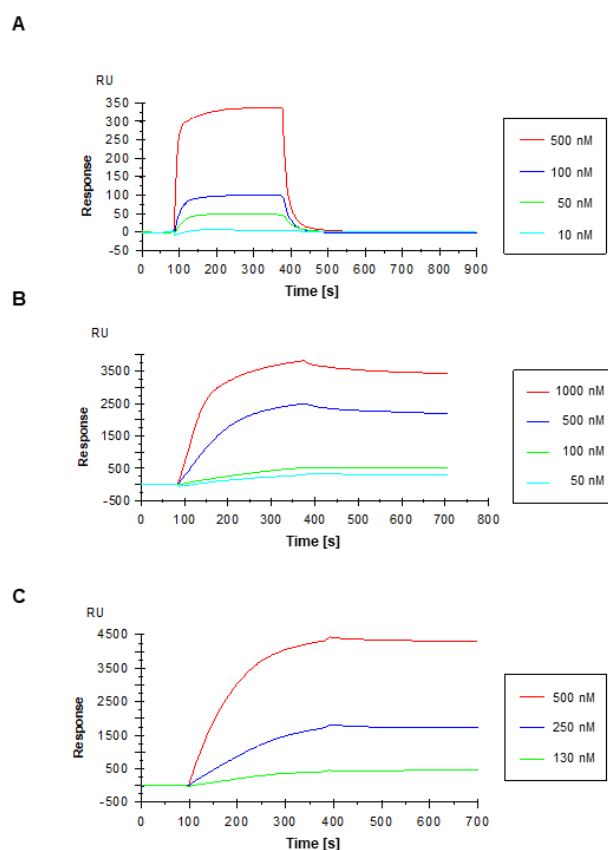 A
RU
350
300
250
200
150
100
50
0
-50
Response
0 100 200 300 400 500 600 700 800 900
Time [s]
500 nM
100 nM
50 nM
10 nM
B
RU
3500
2500
1500
500
-500
Response
0 100 200 300 400 500 600 700 800
Time [s]
1000 nM
500 nM
100 nM
50 nM
C
RU
4500
3500
2500
1500
500
-500
Response
0 100 200 300 400 500 600 700
Time [s]
500 nM
250 nM
130 nM